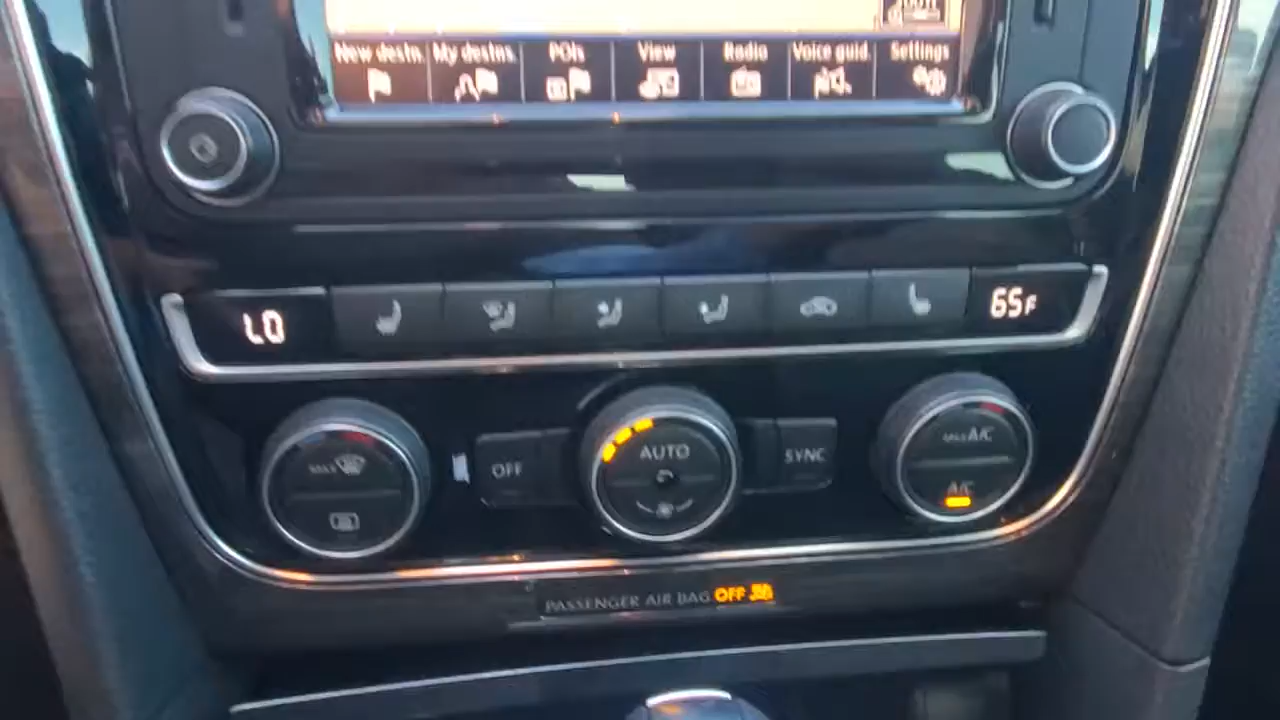 New destn. My destns. POIs View Radio Voice guid. Settings
LO 65F
MAX OFF AUTO SYNC MAX A/C
A/C
PASSENGER AIR BAG OFF